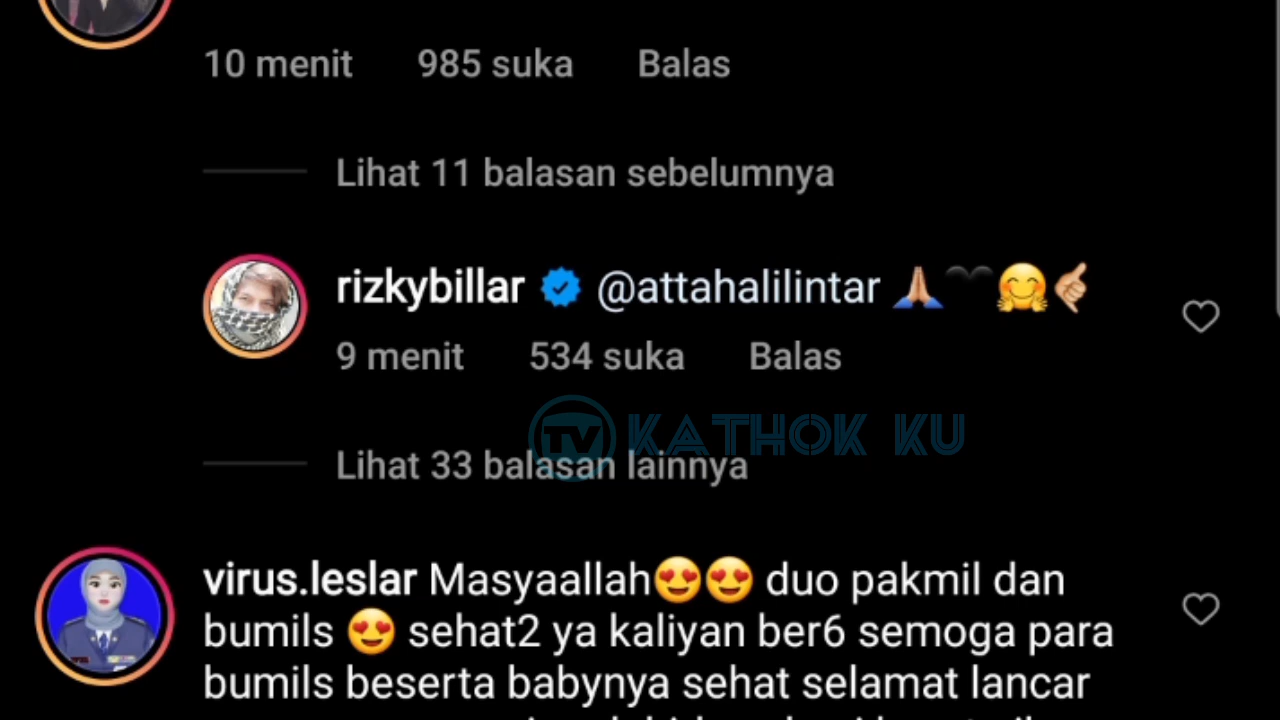 10 menit 985 suka Balas
Lihat 11 balasan sebelumnya
rizkybillar @attahalilintar 🙏🖤🤗🤙
9 menit 534 suka Balas
TV KATHOK KU
Lihat 33 balasan lainnya
virus.leslar Masyaallah😍😍 duo pakmil dan
bumils 😍 sehat2 ya kaliyan ber6 semoga para
bumils beserta babynya sehat selamat lancar